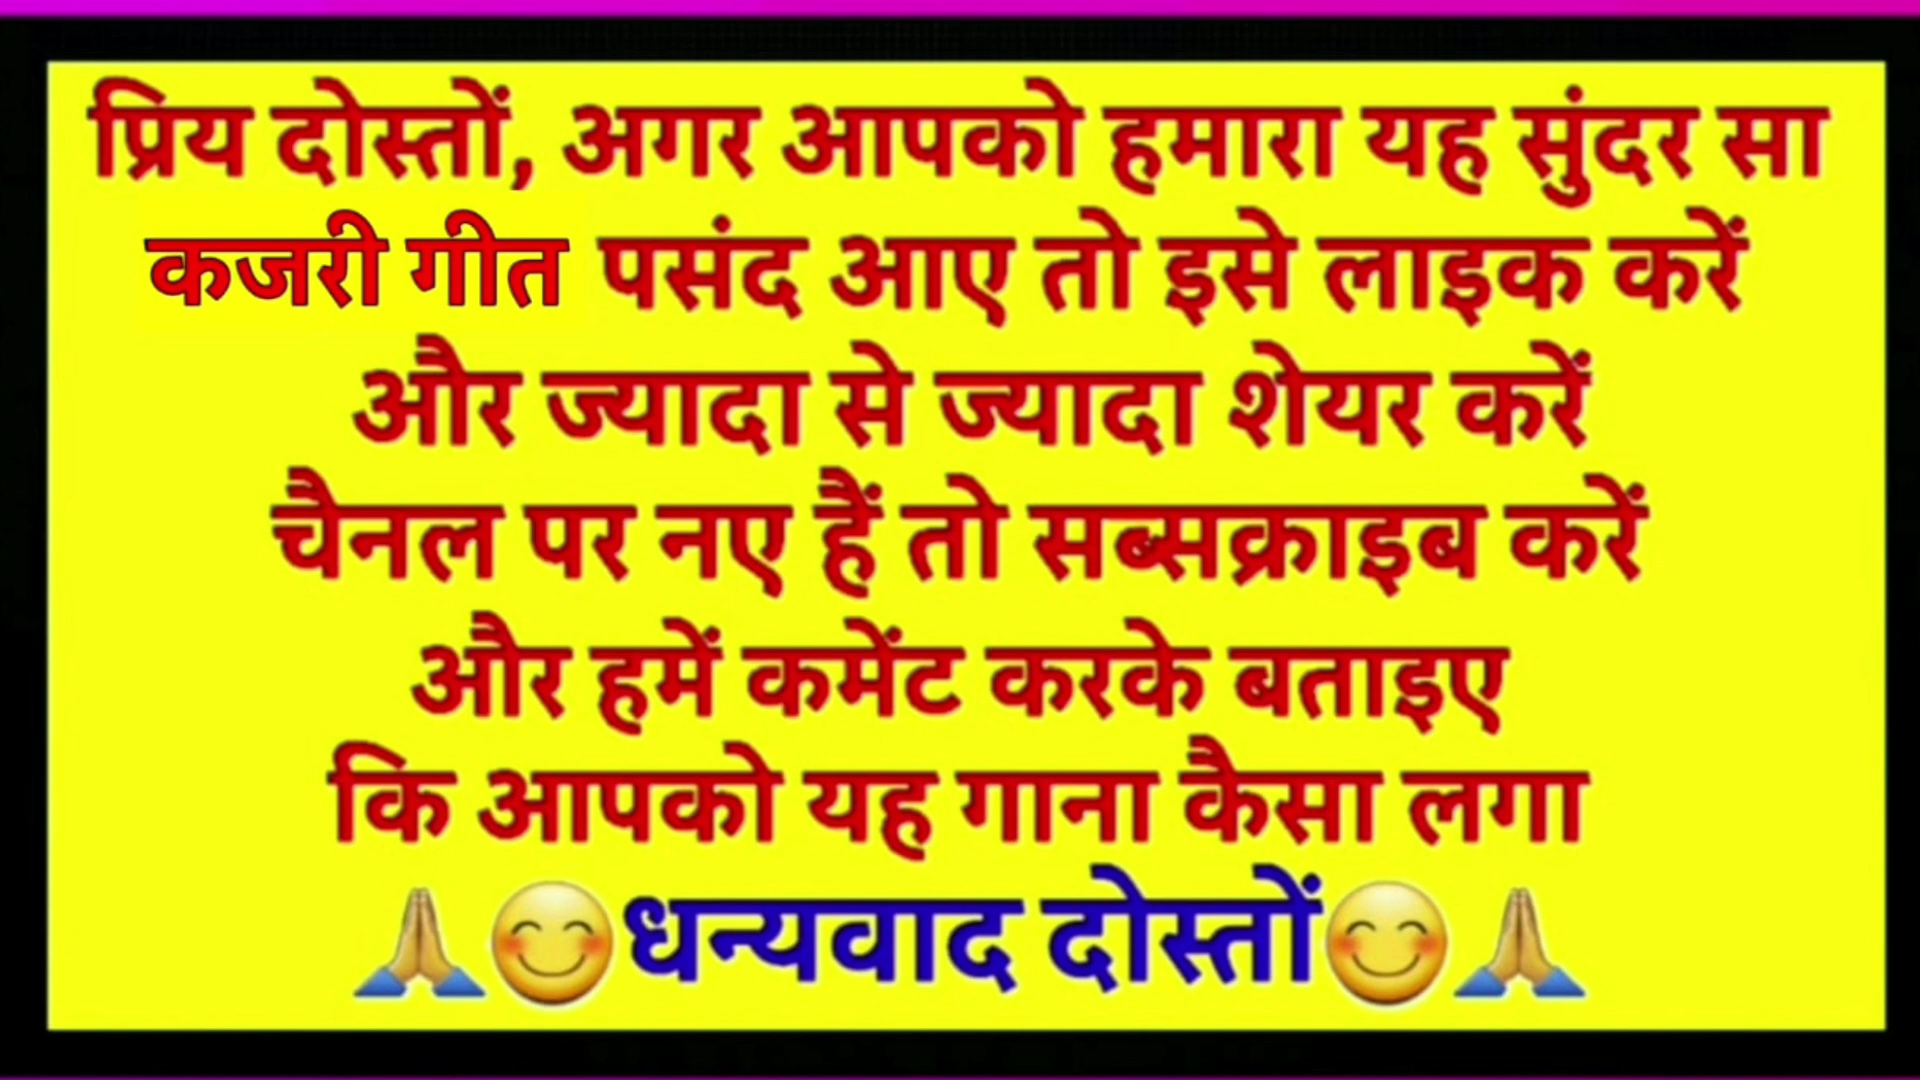 प्रिय दोस्तों, अगर आपको हमारा यह सुंदर सा
कजरी गीत पसंद आए तो इसे लाइक करें
और ज्यादा से ज्यादा शेयर करें
चैनल पर नए हैं तो सब्सक्राइब करें
और हमें कमेंट करके बताइए
कि आपको यह गाना कैसा लगा
🙏😊धन्यवाद दोस्तों😊🙏